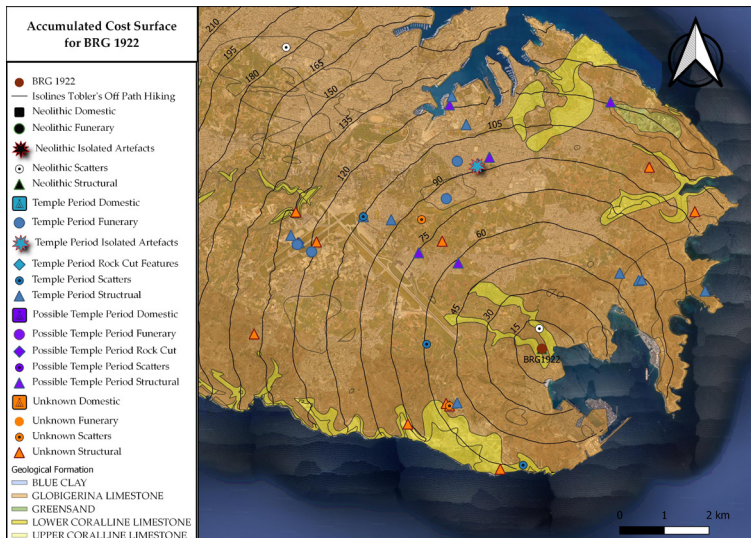 Accumulated Cost Surface
for BRG 1922
BRG 1922
Isolines Tobler's Off Path Hiking
Neolithic Domestic
Neolithic Funerary
Neolithic Isolated Artefacts
Neolithic Scatters
Neolithic Structural
Temple Period Domestic
Temple Period Funerary
Temple Period Isolated Artefacts
Temple Period Rock Cut Features
Temple Period Scatters
Temple Period Structrual
Possible Temple Period Domestic
Possible Temple Period Funerary
Possible Temple Period Rock Cut
Possible Temple Period Scatters
Possible Temple Period Structural
Unknown Domestic
Unknown Funerary
Unknown Scatters
Unknown Structural
Geological Formation
BLUE CLAY
GLOBIGERINA LIMESTONE
GREENSAND
LOWER CORALLINE LIMESTONE
UPPER CORALLINE LIMESTONE
210
195
180
165
150
135
120
105
90
75
60
45
30
15
BRG1922
0 1 2 km